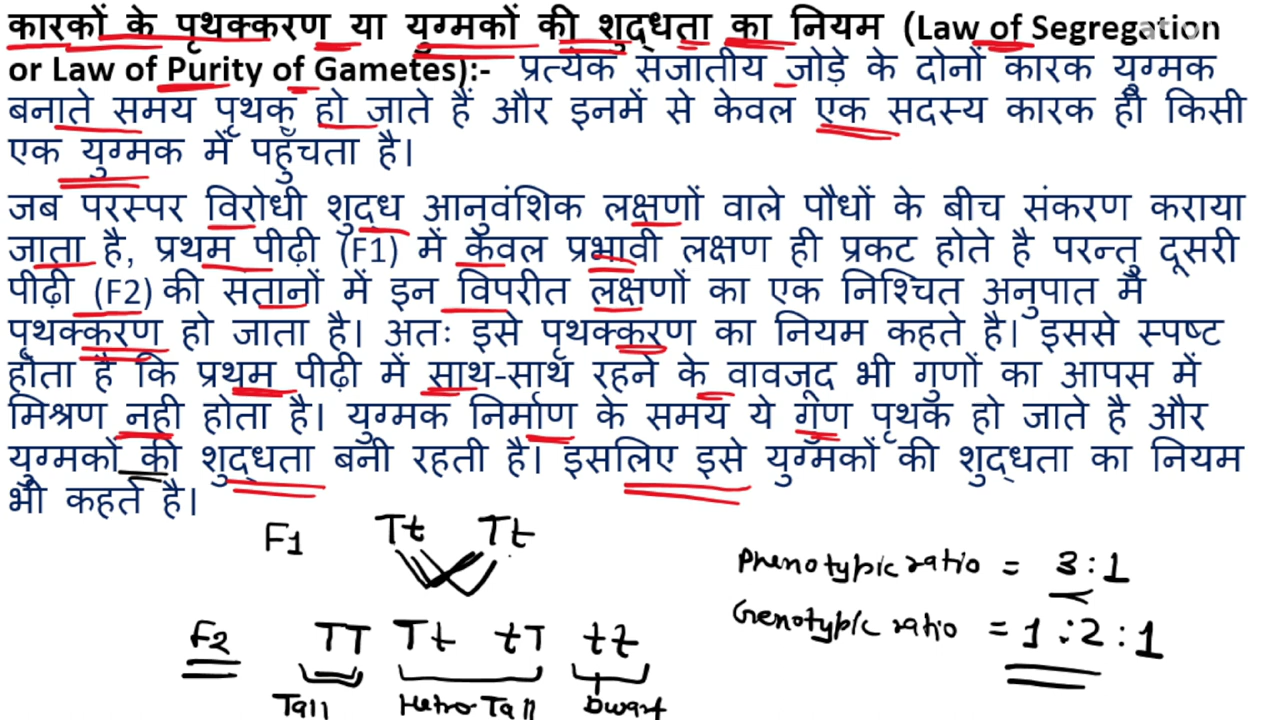 कारकों के पृथक्करण या युग्मकों की शुद्धता का नियम (Law of Segregation
or Law of Purity of Gametes):- प्रत्येक सजातीय जोड़े के दोनों कारक युग्मक
बनाते समय पृथक् हो जाते हैं और इनमें से केवल एक सदस्य कारक ही किसी
एक युग्मक में पहुँचता है।
जब परस्पर विरोधी शुद्ध आनुवंशिक लक्षणों वाले पौधों के बीच संकरण कराया
जाता है, प्रथम पीढ़ी (F1) में केवल प्रभावी लक्षण ही प्रकट होते है परन्तु दूसरी
पीढ़ी (F2) की सतानों में इन विपरीत लक्षणों का एक निश्चित अनुपात में
पृथक्करण हो जाता है। अतः इसे पृथक्करण का नियम कहते है। इससे स्पष्ट
होता है कि प्रथम पीढ़ी में साथ-साथ रहने के वावजूद भी गुणों का आपस में
मिश्रण नही होता है। युग्मक निर्माण के समय ये गुण पृथक हो जाते है और
युग्मकों की शुद्धता बनी रहती है। इसलिए इसे युग्मकों की शुद्धता का नियम
भी कहते है।
F1 Tt Tt
Phenotypic ratio = 3:1
Genotypic ratio = 1:2:1
F2 TT Tt tT tt
Tall Hetro Tall Dwarf